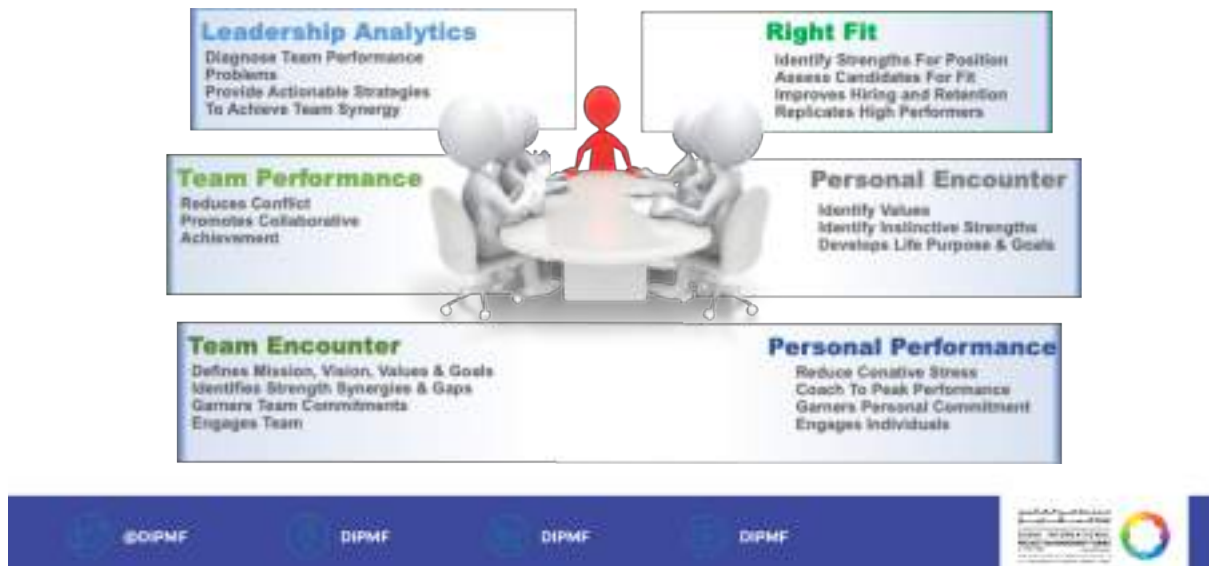 Leadership Analytics
Diagnose Team Performance
Problems
Provide Actionable Strategies
To Achieve Team Synergy
Right Fit
Identify Strengths For Position
Assess Candidates For Fit
Improves Hiring and Retention
Replicates High Performers
Team Performance
Reduces Conflict
Promotes Collaborative
Achievement
Personal Encounter
Identify Values
Identify Instinctive Strengths
Develops Life Purpose & Goals
Team Encounter
Defines Mission, Vision, Values & Goals
Identifies Strength Synergies & Gaps
Garners Team Commitments
Engages Team
Personal Performance
Reduce Conative Stress
Coach To Peak Performance
Garners Personal Commitment
Engages Individuals
@DIPMF
DIPMF
DIPMF
DIPMF